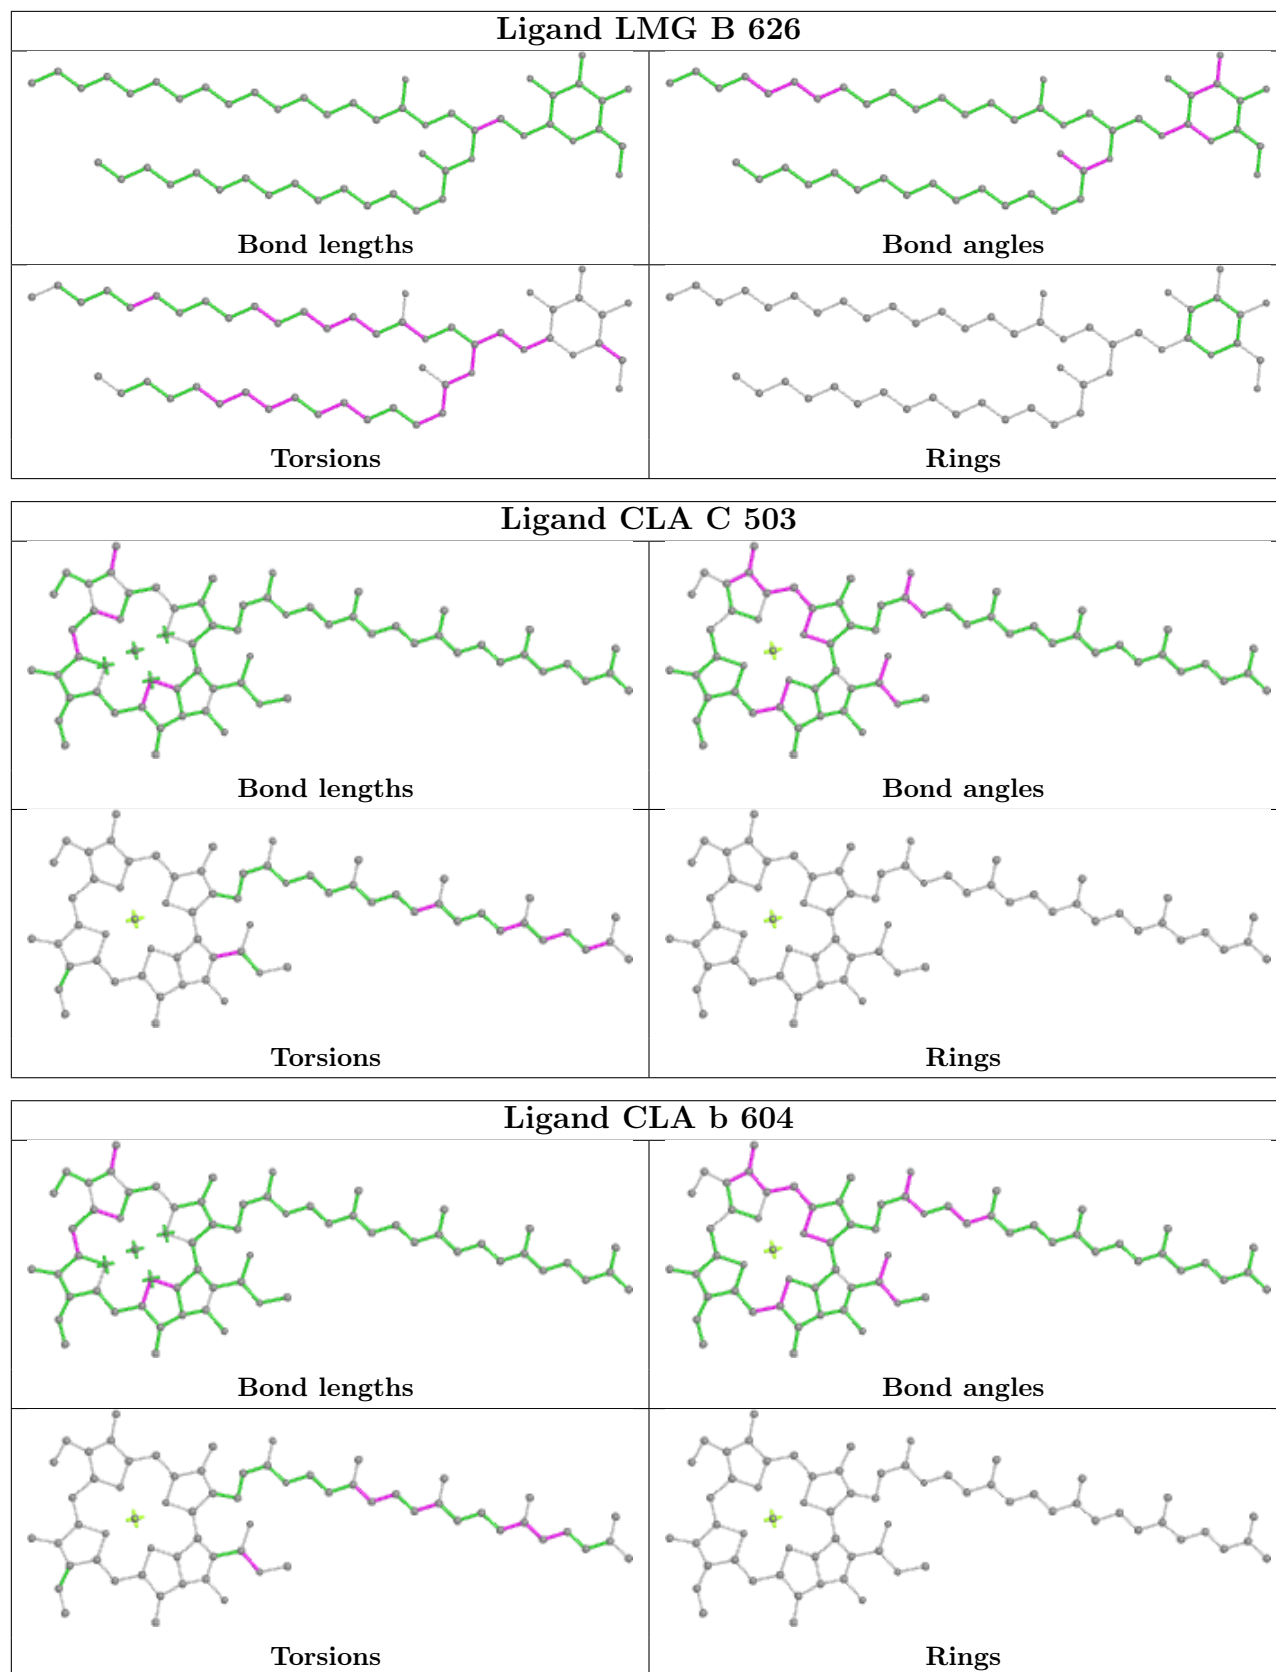 Ligand LMG B 626
Bond lengths
Bond angles
Torsions
Rings
Ligand CLA C 503
Bond lengths
Bond angles
Torsions
Rings
Ligand CLA b 604
Bond lengths
Bond angles
Torsions
Rings